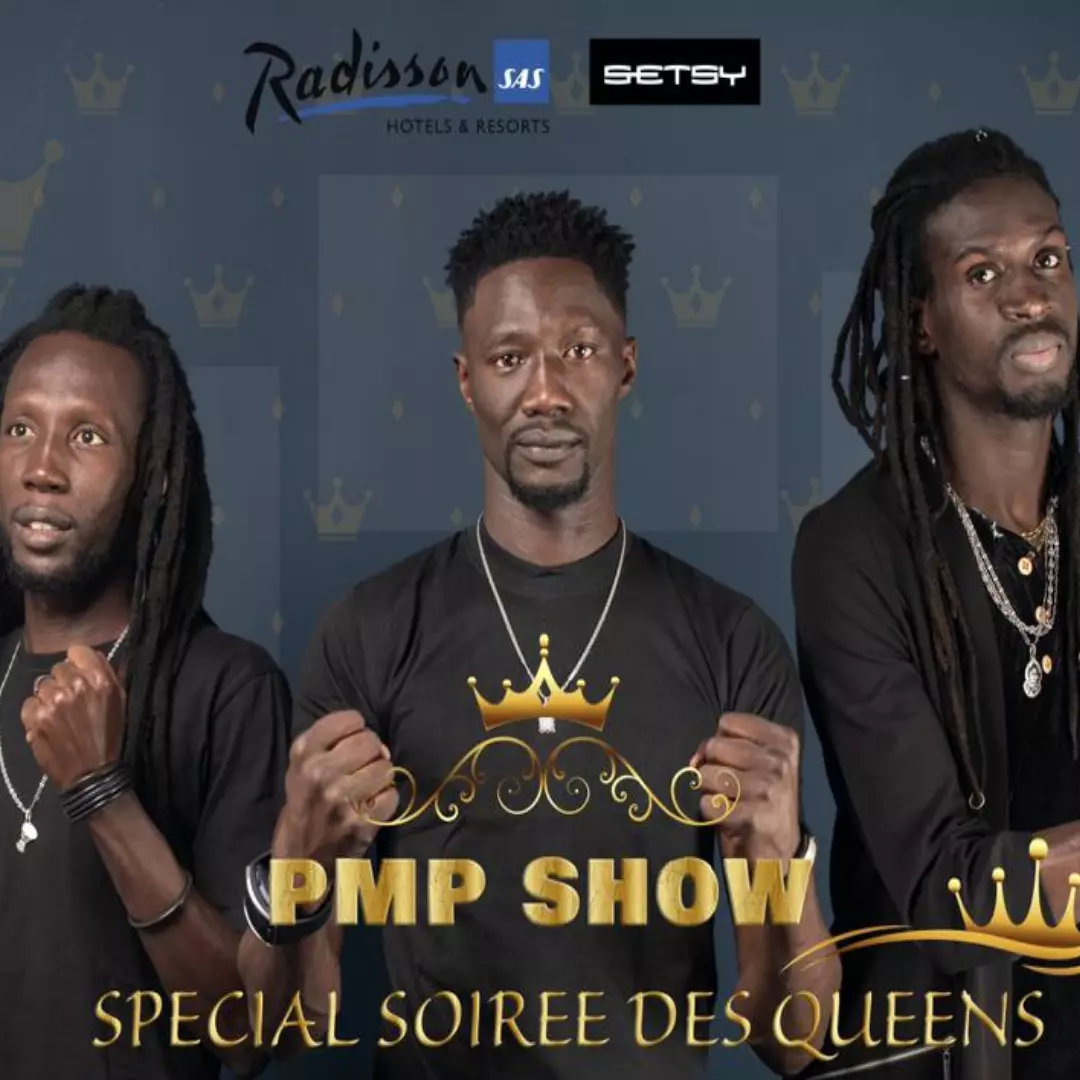 Radisson SAS
HOTELS & RESORTS
SETSY
PMP SHOW
SPECIAL SOIREE DES QUEENS